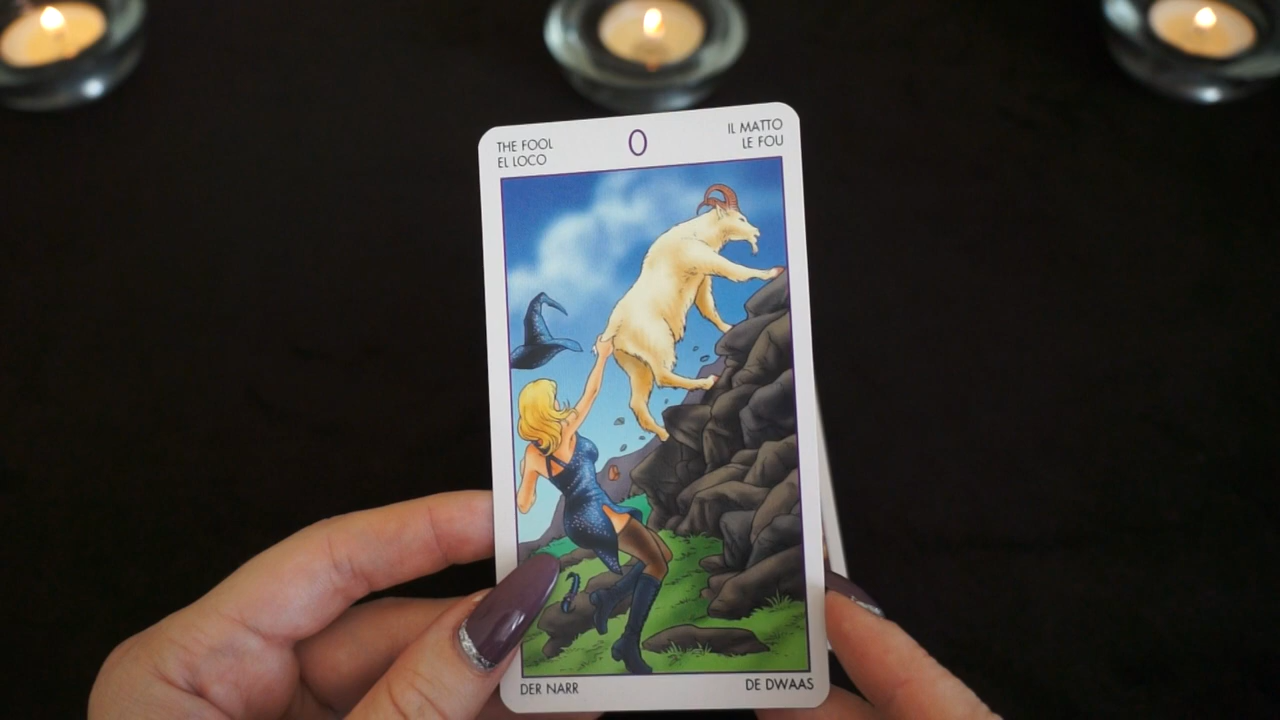 THE FOOL
EL LOCO
0
IL MATTO
LE FOU
DER NARR
DE DWAAS